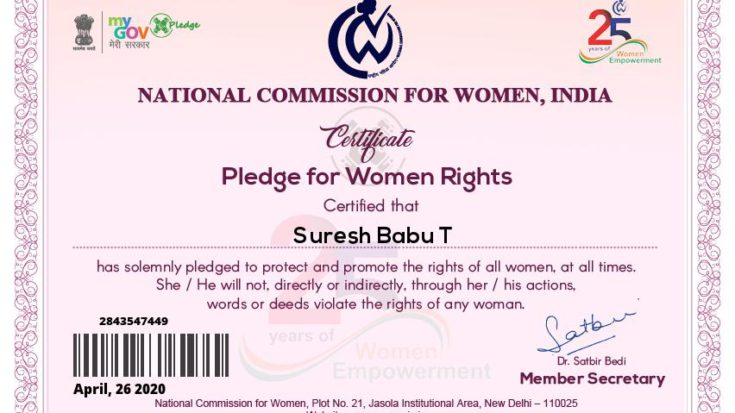 my
GOV
मेरी सरकार
Pledge
25
years of
Women
Empowerment
NATIONAL COMMISSION FOR WOMEN, INDIA
Certificate
of
Pledge for Women Rights
Certified that
Suresh Babu T
has solemnly pledged to protect and promote the rights of all women, at all times.
She / He will not, directly or indirectly, through her / his actions,
words or deeds violate the rights of any woman.
2843547449
25
years of
Women
Empowerment
Satbir
Dr. Satbir Bedi
Member Secretary
April, 26 2020
National Commission for Women, Plot No. 21, Jasola Institutional Area, New Delhi – 110025